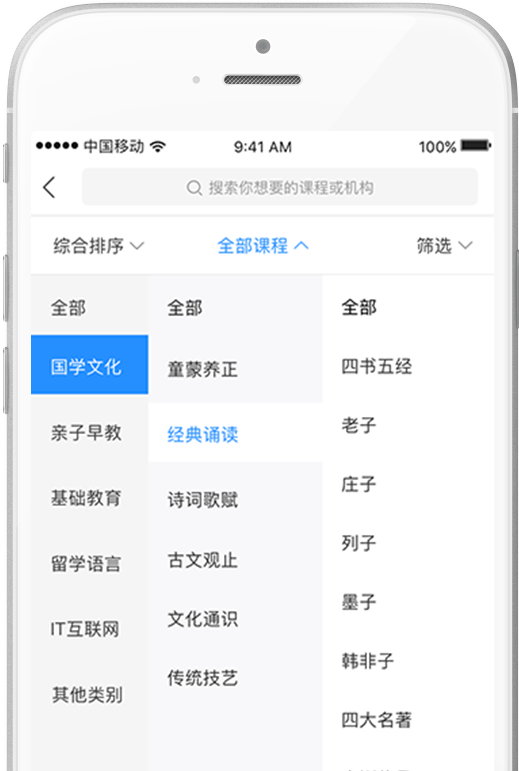 中国移动 9:41 AM 100%
搜索你想要的课程或机构
综合排序 全部课程 筛选
全部
国学文化
亲子早教
基础教育
留学语言
IT互联网
其他类别
全部
童蒙养正
经典诵读
诗词歌赋
古文观止
文化通识
传统技艺
全部
四书五经
老子
庄子
列子
墨子
韩非子
四大名著